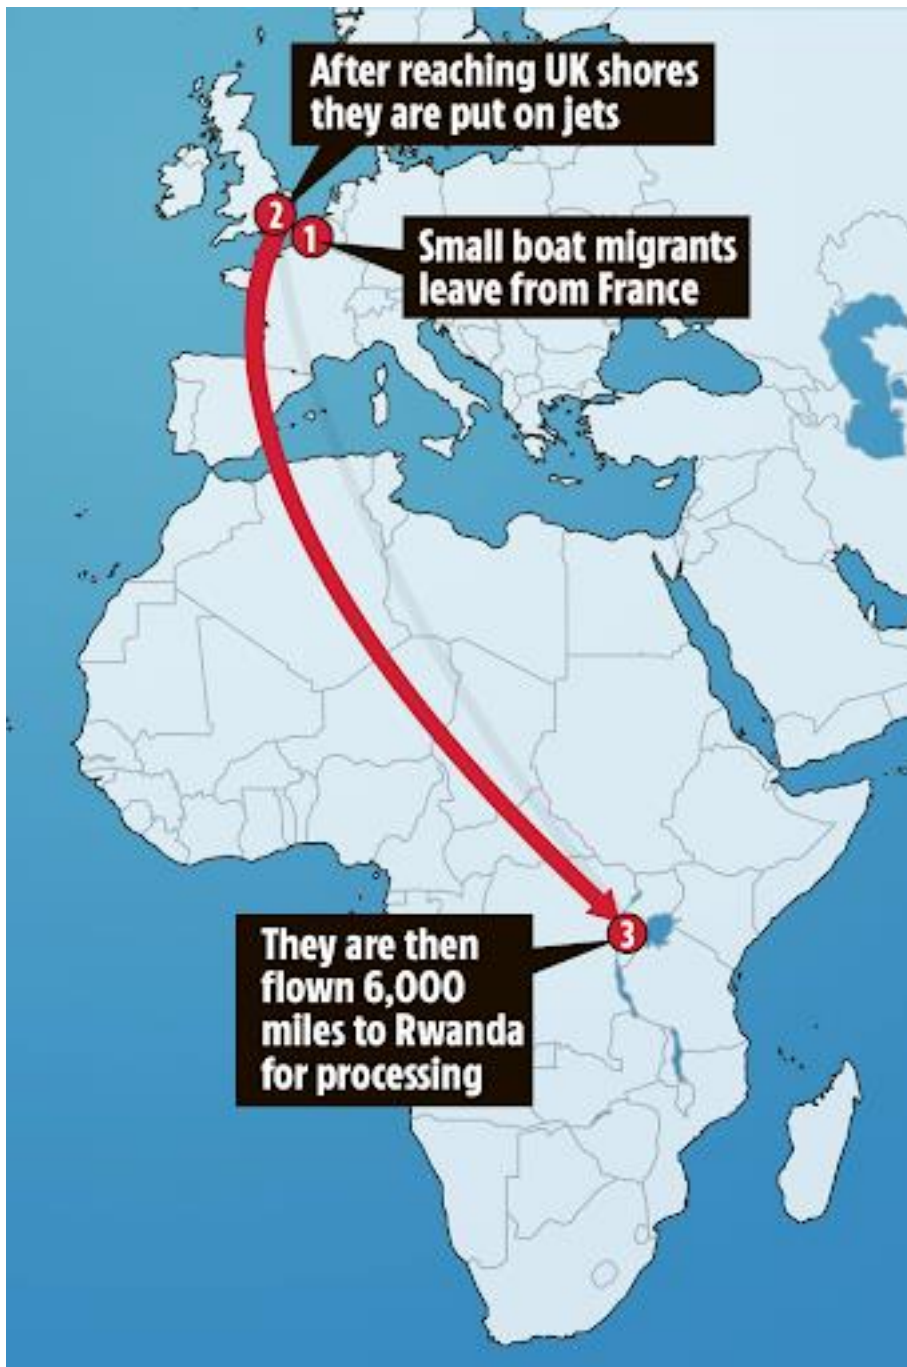 After reaching UK shores
they are put on jets
2
1
Small boat migrants
leave from France
3
They are then
flown 6,000
miles to Rwanda
for processing